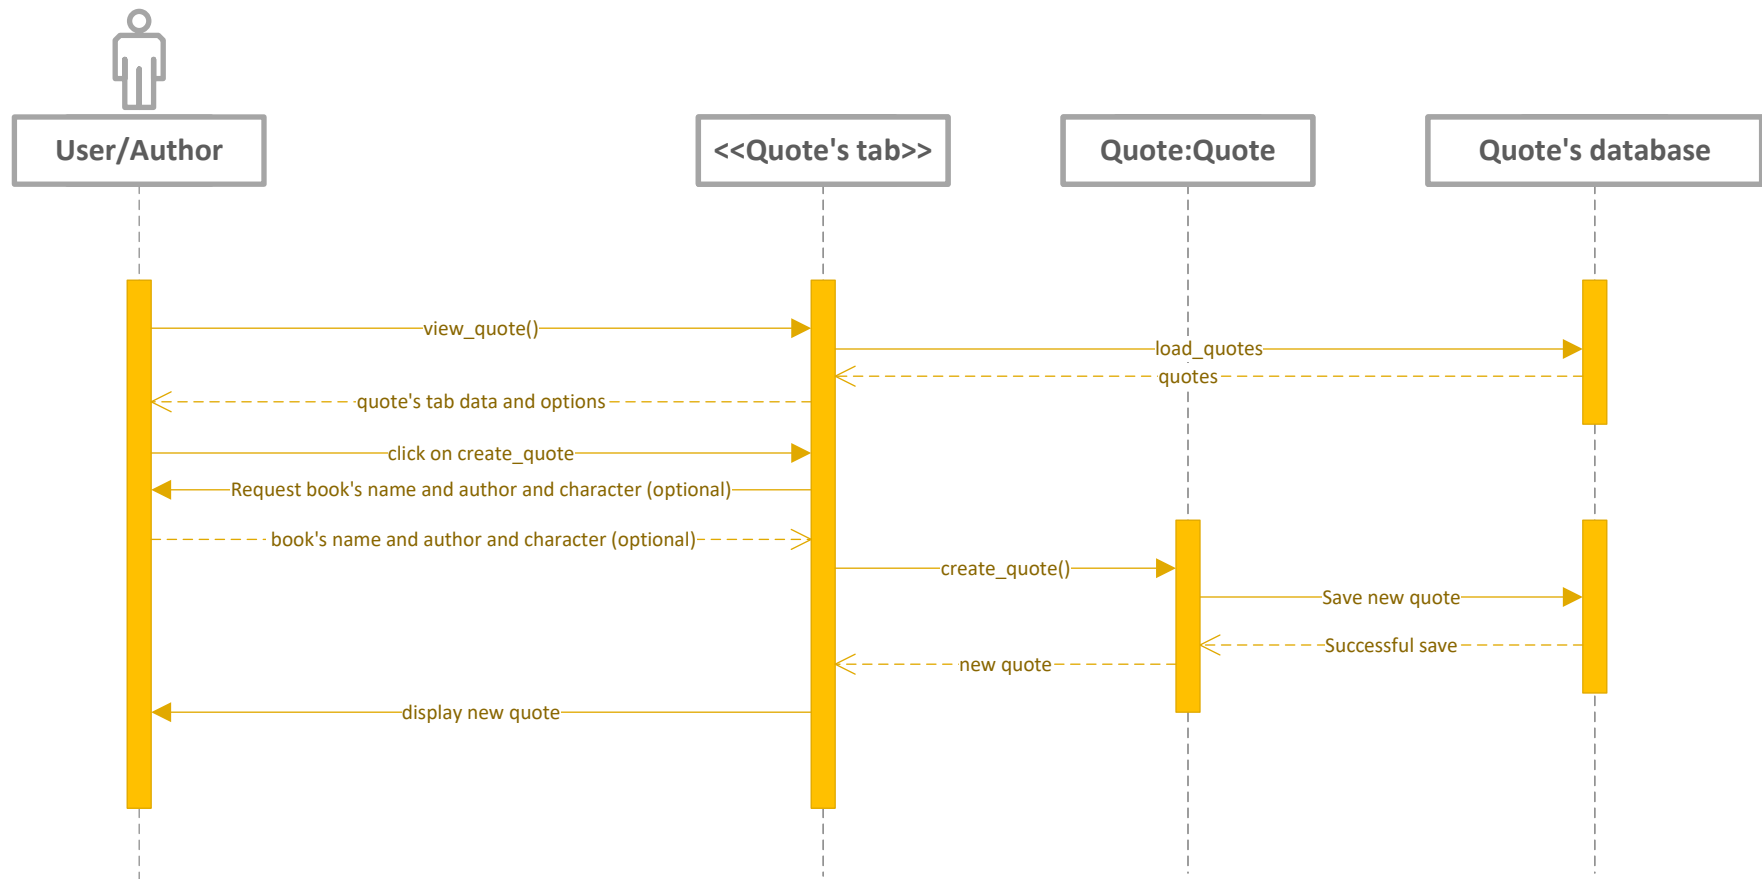 User/Author
<<Quote's tab>>
Quote:Quote
Quote's database
view_quote()
load_quotes
quotes
quote's tab data and options
click on create_quote
Request book's name and author and character (optional)
book's name and author and character (optional)
create_quote()
Save new quote
Successful save
new quote
display new quote